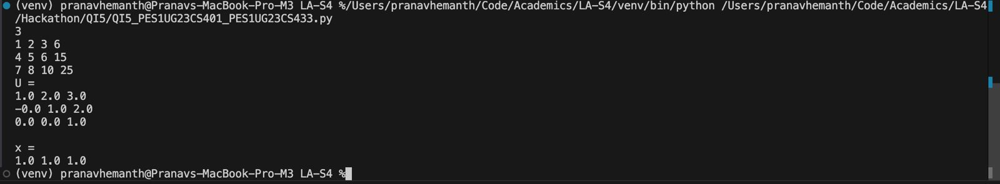 (venv) pranavhemanth@Pranavs-MacBook-Pro-M3 LA-S4 %/Users/pranavhemanth/Code/Academics/LA-S4/venv/bin/python /Users/pranavhemanth/Code/Academics/LA-S4
/Hackathon/QI5/QI5_PES1UG23CS401_PES1UG23CS433.py
3
1 2 3 6
4 5 6 15
7 8 10 25
U =
1.0 2.0 3.0
-0.0 1.0 2.0
0.0 0.0 1.0

x =
1.0 1.0 1.0
(venv) pranavhemanth@Pranavs-MacBook-Pro-M3 LA-S4 %